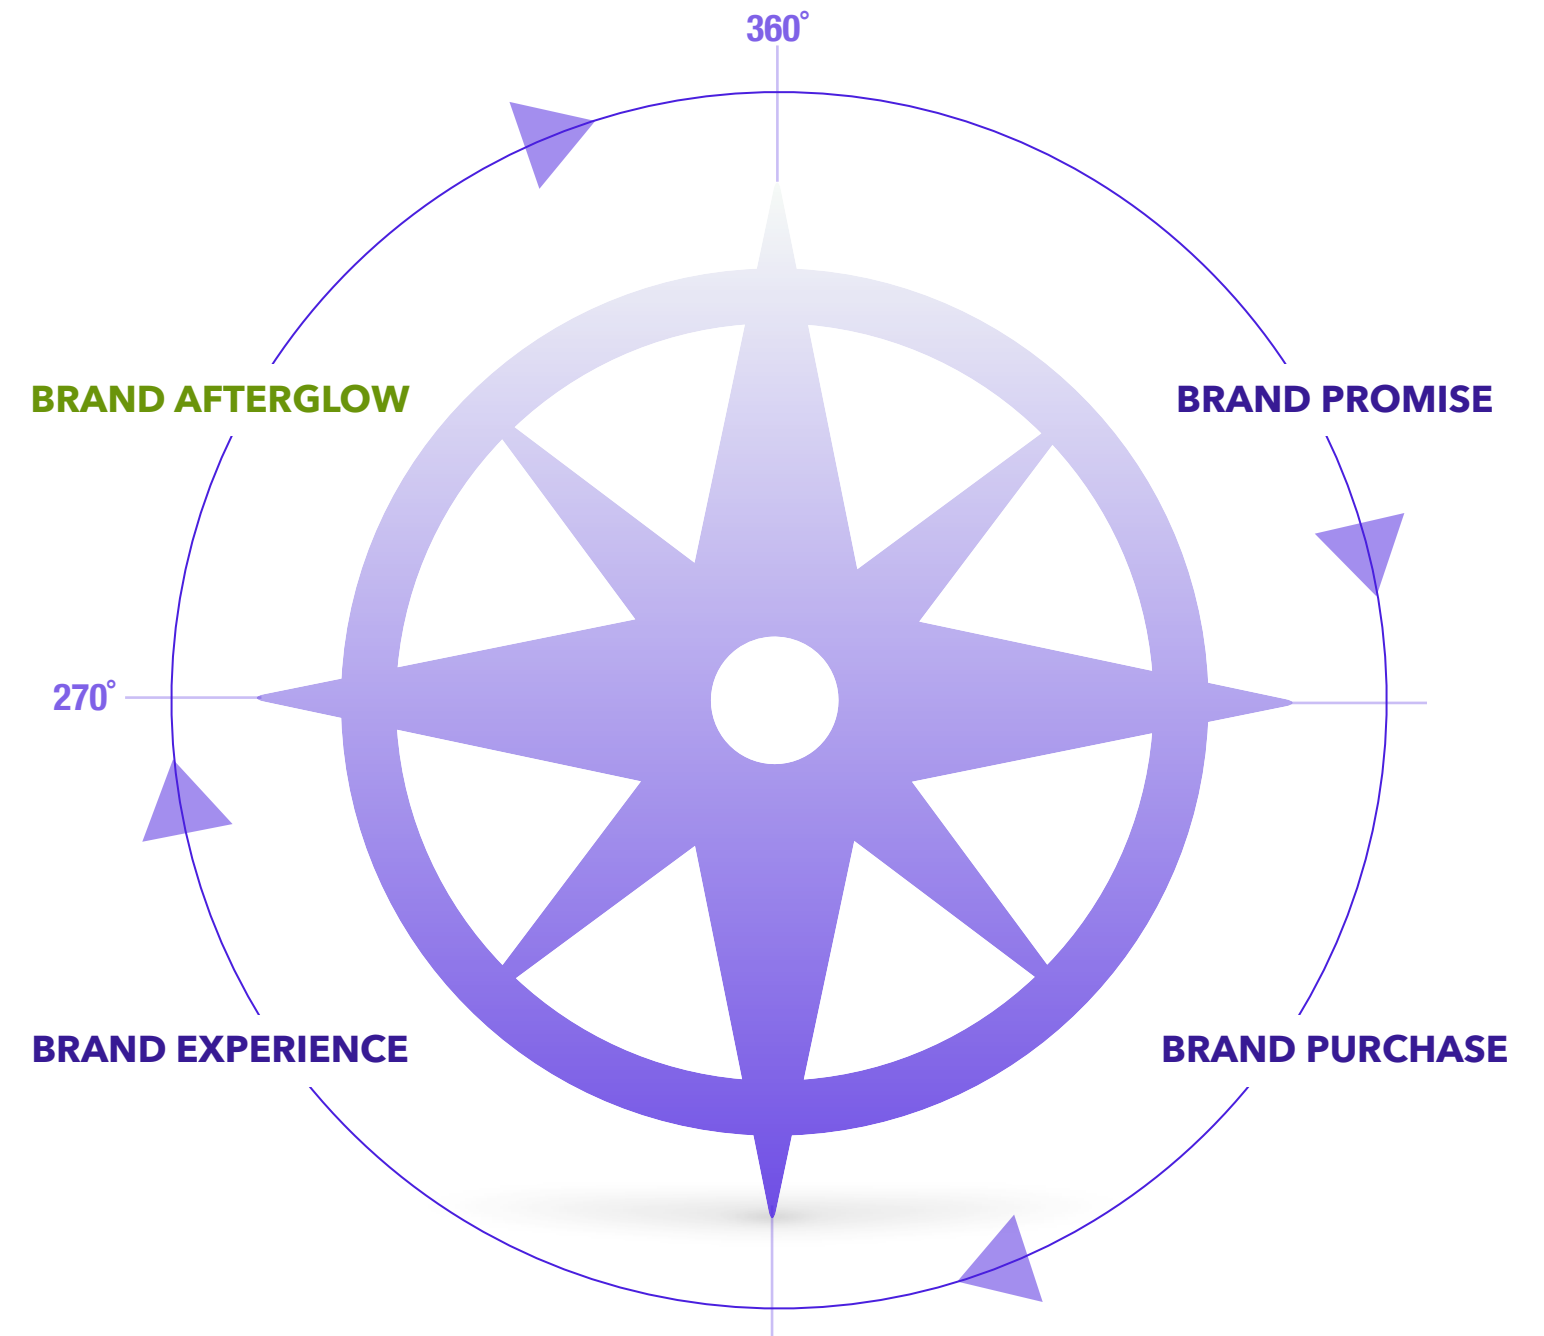 360°
BRAND AFTERGLOW
BRAND PROMISE
270°
BRAND EXPERIENCE
BRAND PURCHASE